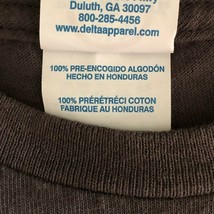 Duluth, GA 30097
800-285-4456
www.deltaapparel.com
100% PRE-ENCOGIDO ALGODÓN
HECHO EN HONDURAS
100% PRÉRÉTRÉCI COTON
FABRIQUE AU HONDURAS